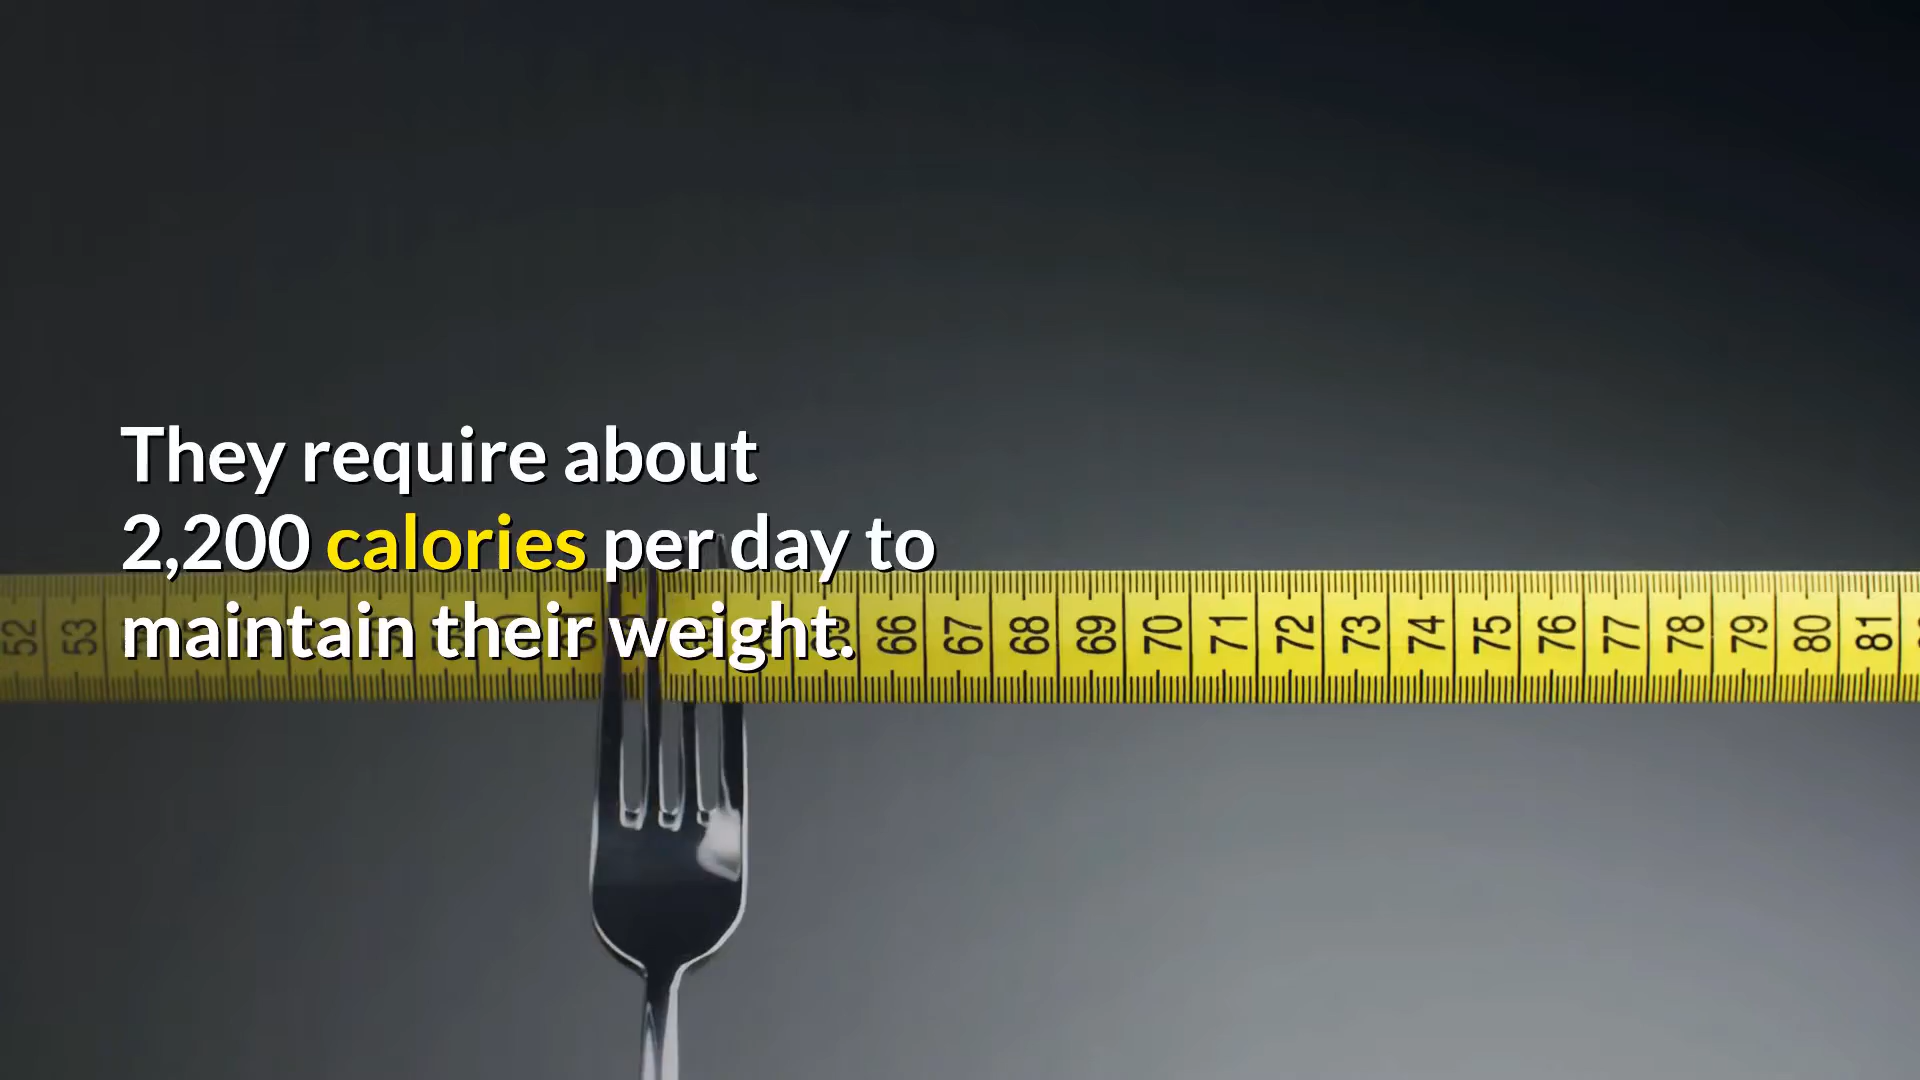 They require about
2,200 calories per day to
maintain their weight.
52 53 66 67 68 69 70 71 72 73 74 75 76 77 78 79 80 81